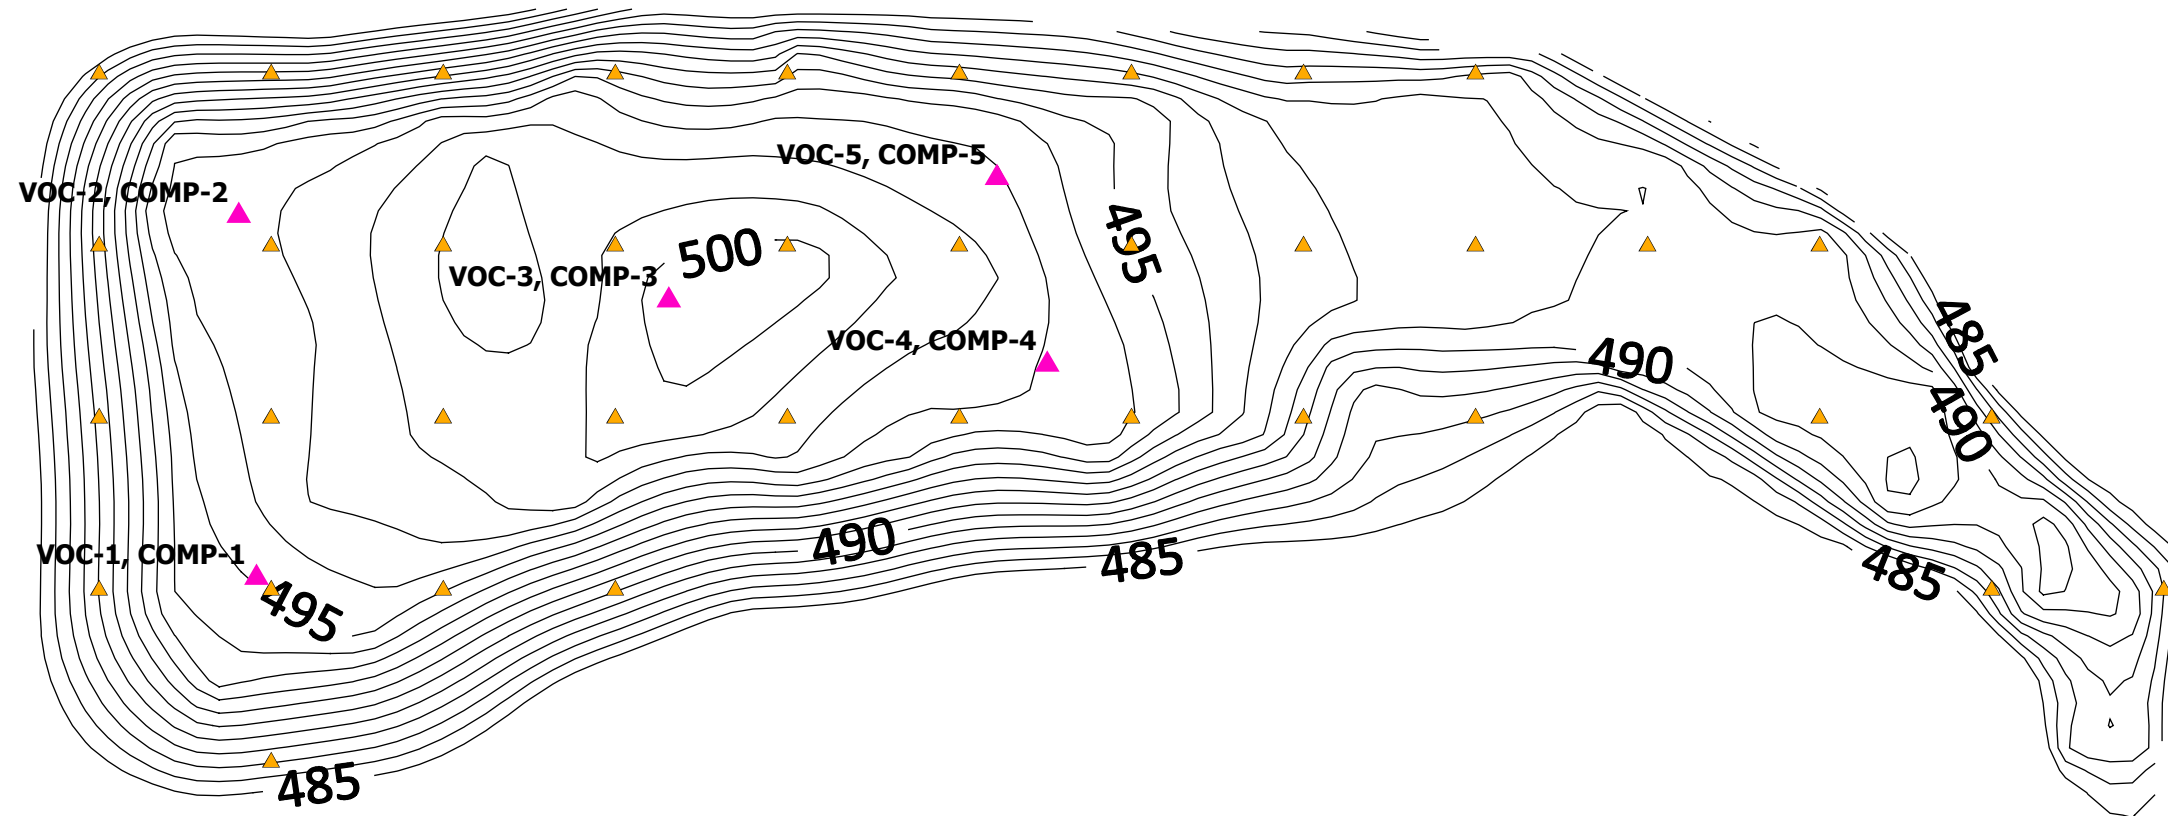 VOC-5, COMP-5
VOC-2, COMP-2
495
500
VOC-3, COMP-3
485
VOC-4, COMP-4
490
490
490
VOC-1, COMP-1
485
485
495
485